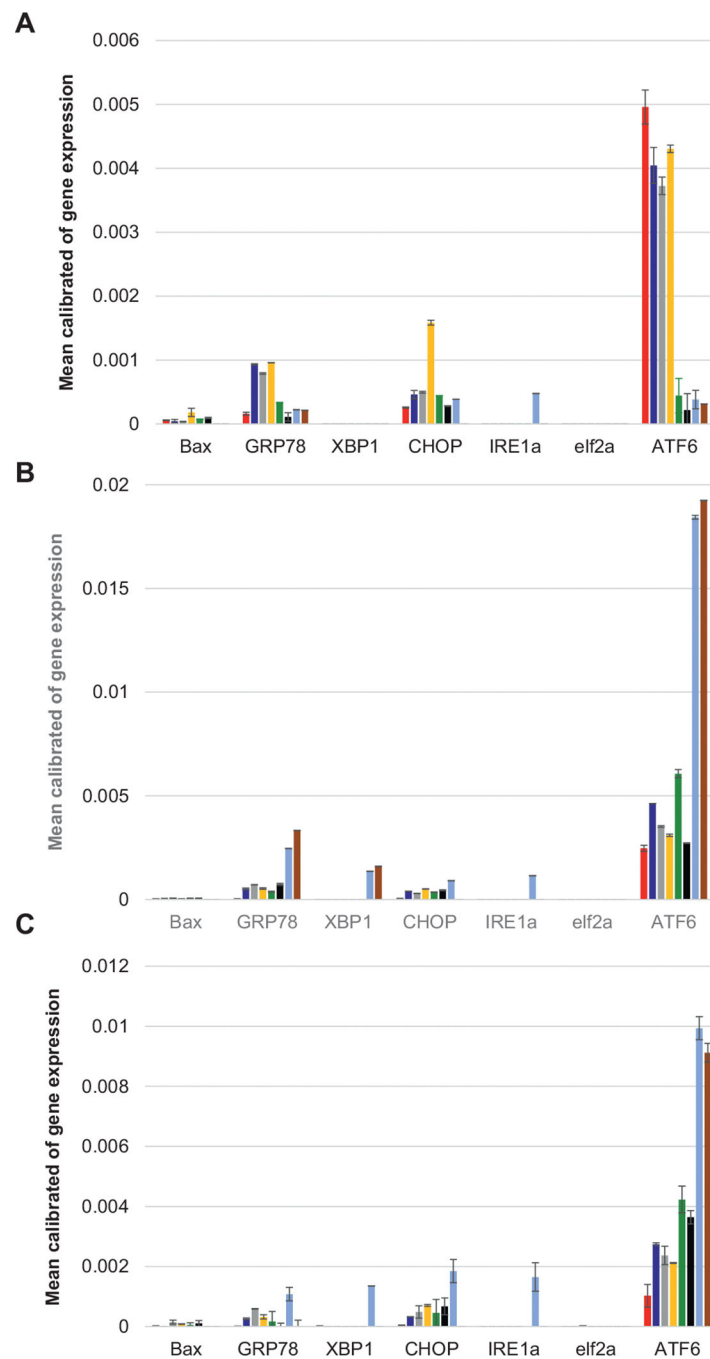 A
Mean calibrated of gene expression
0.006
0.005
0.004
0.003
0.002
0.001
0
Bax GRP78 XBP1 CHOP IRE1a elf2a ATF6
B
Mean calibrated of gene expression
0.02
0.015
0.01
0.005
0
Bax GRP78 XBP1 CHOP IRE1a elf2a ATF6
C
Mean calibrated of gene expression
0.012
0.01
0.008
0.006
0.004
0.002
0
Bax GRP78 XBP1 CHOP IRE1a elf2a ATF6